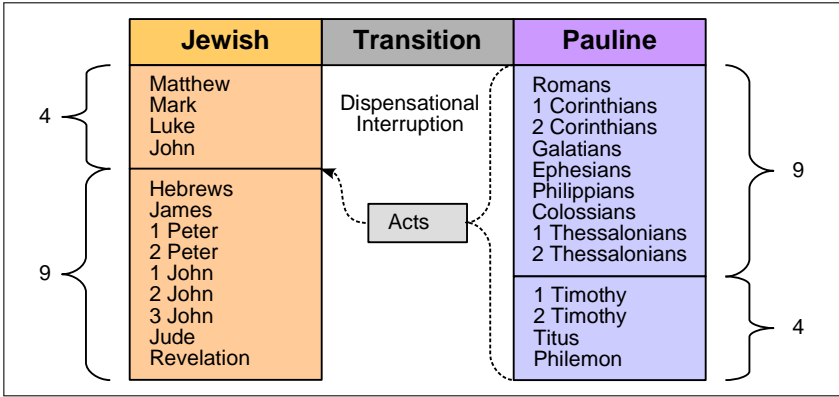 Jewish
Transition
Pauline
4
Matthew
Mark
Luke
John
9
Hebrews
James
1 Peter
2 Peter
1 John
2 John
3 John
Jude
Revelation
Dispensational
Interruption
Acts
Romans
1 Corinthians
2 Corinthians
Galatians
Ephesians
Philippians
Colossians
1 Thessalonians
2 Thessalonians
9
1 Timothy
2 Timothy
Titus
Philemon
4